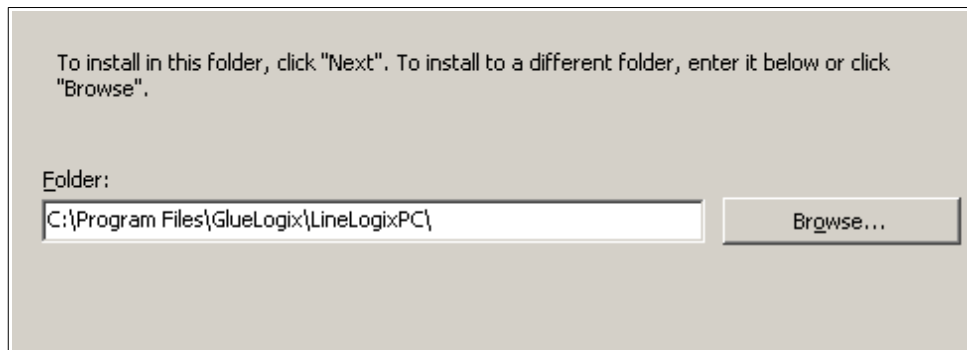 To install in this folder, click "Next". To install to a different folder, enter it below or click
"Browse".
Folder:
C:\Program Files\GlueLogix\LineLogixPC\
Browse...